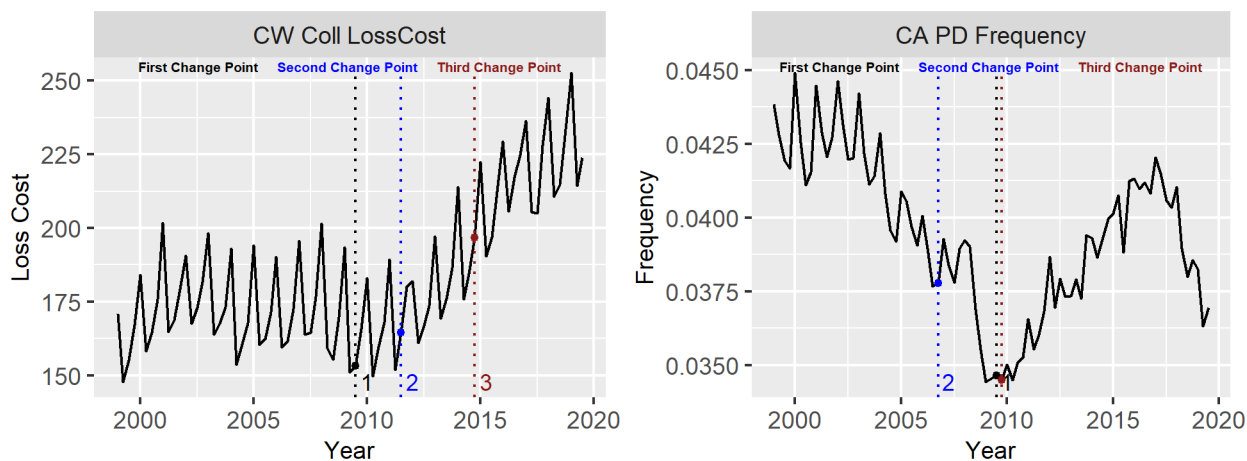 CW Coll LossCost
First Change Point Second Change Point Third Change Point
250
225
200
175
150
Loss Cost
1 2 3
2000 2005 2010 2015 2020
Year
CA PD Frequency
First Change Point Second Change Point Third Change Point
0.0450
0.0425
0.0400
0.0375
0.0350
Frequency
2 1
2000 2005 2010 2015 2020
Year